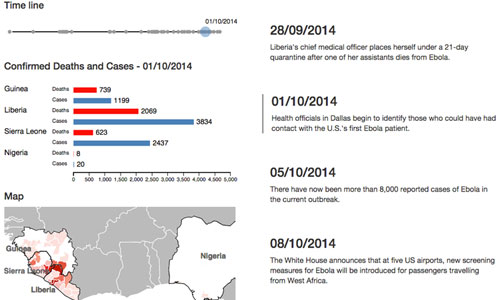 Time line
01/10/2014
Confirmed Deaths and Cases - 01/10/2014
Guinea
Deaths
739
Cases
1199
Liberia
Deaths
2069
Cases
3834
Sierra Leone
Deaths
623
Cases
2437
Nigeria
Deaths
8
Cases
20
0 500 1,000 1,500 2,000 2,500 3,000 3,500 4,000 4,500 5,000
Map
Guinea
Sierra Leone
Liberia
Nigeria
28/09/2014
Liberia's chief medical officer places herself under a 21-day
quarantine after one of her assistants dies from Ebola.
01/10/2014
Health officials in Dallas begin to identify those who could have had
contact with the U.S.'s first Ebola patient.
05/10/2014
There have now been more than 8,000 reported cases of Ebola in
the current outbreak.
08/10/2014
The White House announces that at five US airports, new screening
measures for Ebola will be introduced for passengers travelling
from West Africa.